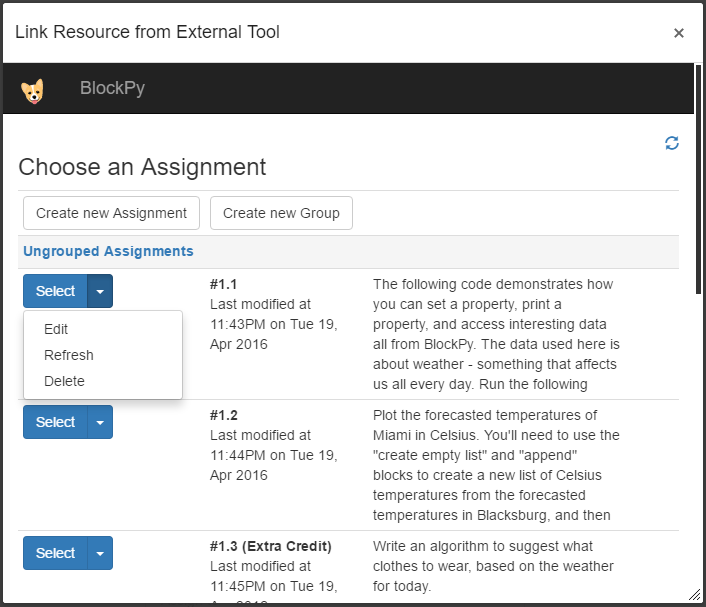 Link Resource from External Tool ×
BlockPy
Choose an Assignment
Create new Assignment Create new Group
Ungrouped Assignments
Select
Edit
Refresh
Delete
#1.1
Last modified at
11:43PM on Tue 19,
Apr 2016
The following code demonstrates how
you can set a property, print a
property, and access interesting data
all from BlockPy. The data used here is
about weather - something that affects
us all every day. Run the following
Select
#1.2
Last modified at
11:44PM on Tue 19,
Apr 2016
Plot the forecasted temperatures of
Miami in Celsius. You'll need to use the
"create empty list" and "append"
blocks to create a new list of Celsius
temperatures from the forecasted
temperatures in Blacksburg, and then
Select
#1.3 (Extra Credit)
Last modified at
11:45PM on Tue 19,
Apr 2016
Write an algorithm to suggest what
clothes to wear, based on the weather
for today.